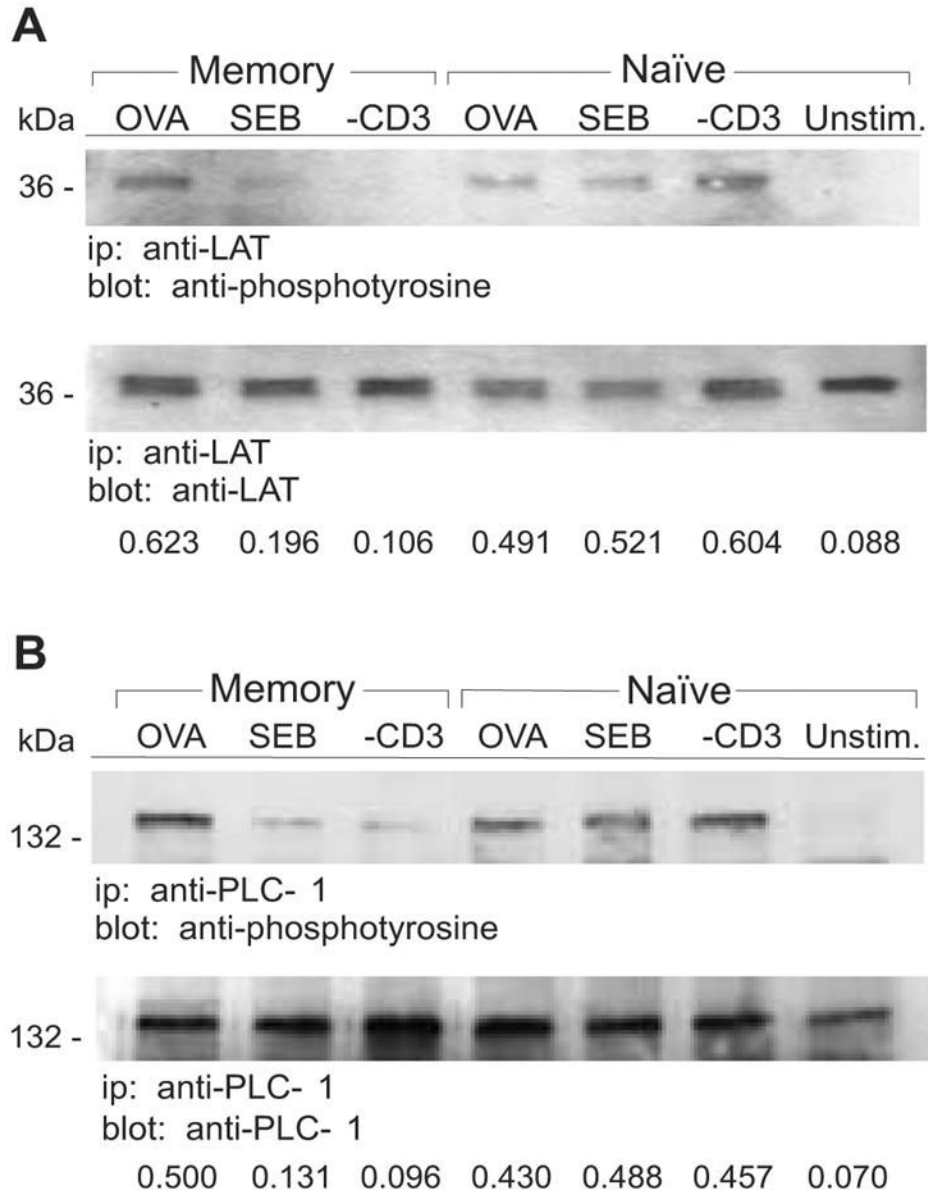 A
Memory Naïve
kDa OVA SEB -CD3 OVA SEB -CD3 Unstim.
36 -
ip: anti-LAT
blot: anti-phosphotyrosine
36 -
ip: anti-LAT
blot: anti-LAT
0.623 0.196 0.106 0.491 0.521 0.604 0.088
B
Memory Naïve
kDa OVA SEB -CD3 OVA SEB -CD3 Unstim.
132 -
ip: anti-PLC- 1
blot: anti-phosphotyrosine
132 -
ip: anti-PLC- 1
blot: anti-PLC- 1
0.500 0.131 0.096 0.430 0.488 0.457 0.070